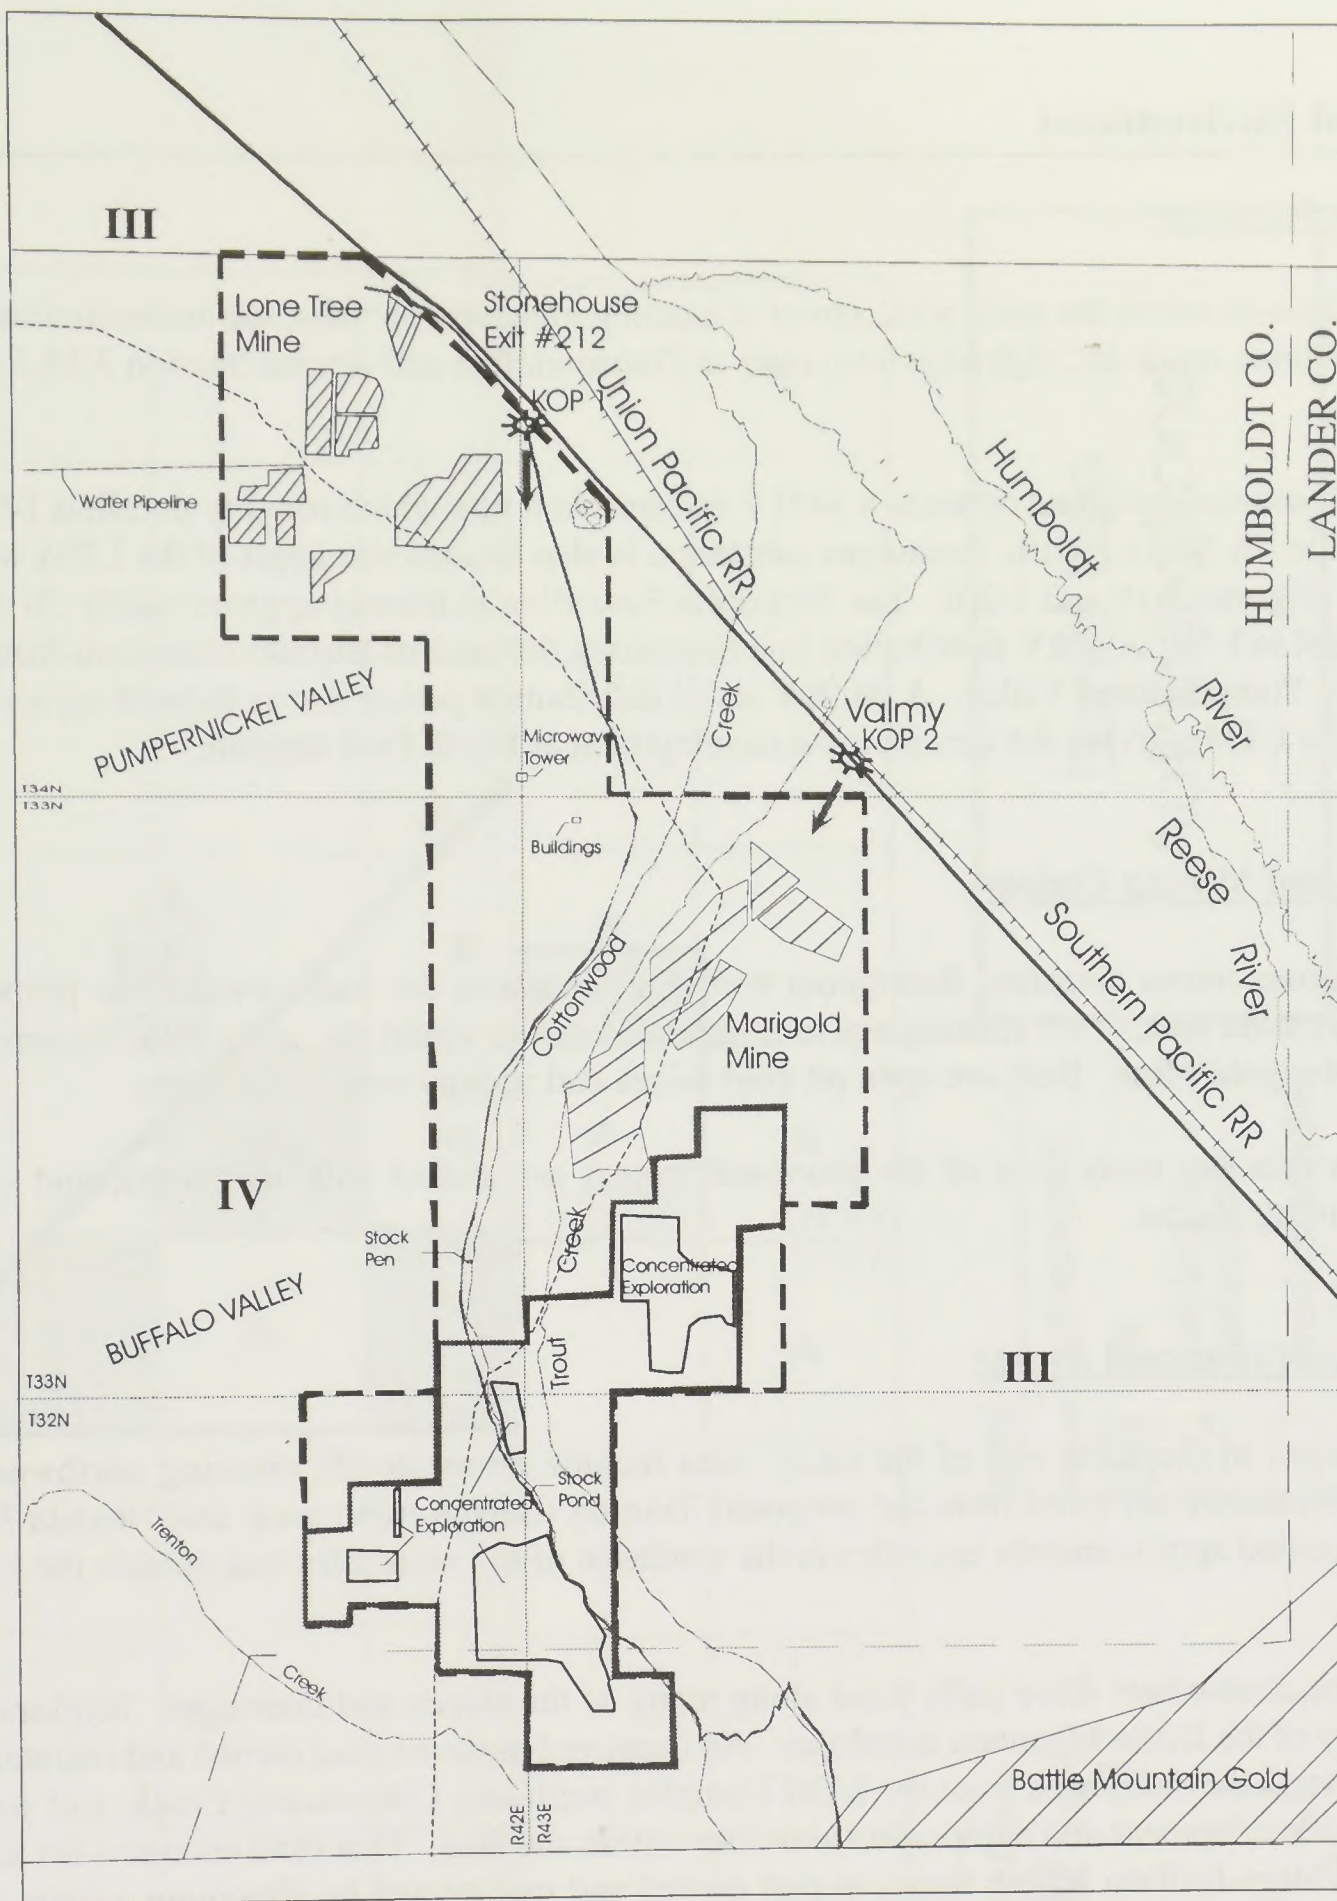 III
Lone Tree
Mine
Stonehouse
Exit #212
KOP 1
Union Pacific RR
HUMBOLDT CO.
LANDER CO.
Humboldt
River
Water Pipeline
PUMPERNICKEL VALLEY
Microwav
Tower
Creek
Valmy
KOP 2
T34N
T33N
Buildings
Reese
River
Southern Pacific RR
Cottonwood
Marigold
Mine
IV
Stock
Pen
Creek
Concentrated
Exploration
BUFFALO VALLEY
Trout
III
T33N
T32N
Stock
Pond
Concentrated
Exploration
Trenton
Creek
Battle Mountain Gold
R42E
R43E